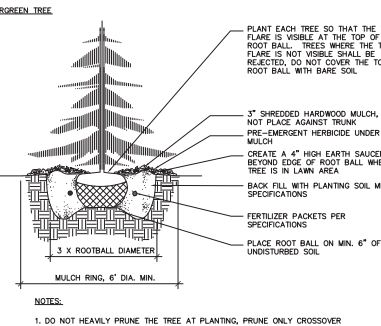 RGREEN TREE
PLANT EACH TREE SO THAT THE
FLARE IS VISIBLE AT THE TOP OF
ROOT BALL. TREES WHERE THE T
FLARE IS NOT VISIBLE SHALL BE
REJECTED, DO NOT COVER THE TO
ROOT BALL WITH BARE SOIL
3" SHREDDED HARDWOOD MULCH,
NOT PLACE AGAINST TRUNK
PRE-EMERGENT HERBICIDE UNDER
MULCH
CREATE A 4" HIGH EARTH SAUCER
BEYOND EDGE OF ROOT BALL WHE
TREE IS IN LAWN AREA
BACK FILL WITH PLANTING SOIL M
SPECIFICATIONS
FERTILIZER PACKETS PER
SPECIFICATIONS
PLACE ROOT BALL ON MIN. 6" OF
UNDISTURBED SOIL
3 X ROOTBALL DIAMETER
MULCH RING, 6' DIA. MIN.
NOTES:
1. DO NOT HEAVILY PRUNE THE TREE AT PLANTING, PRUNE ONLY CROSSOVER